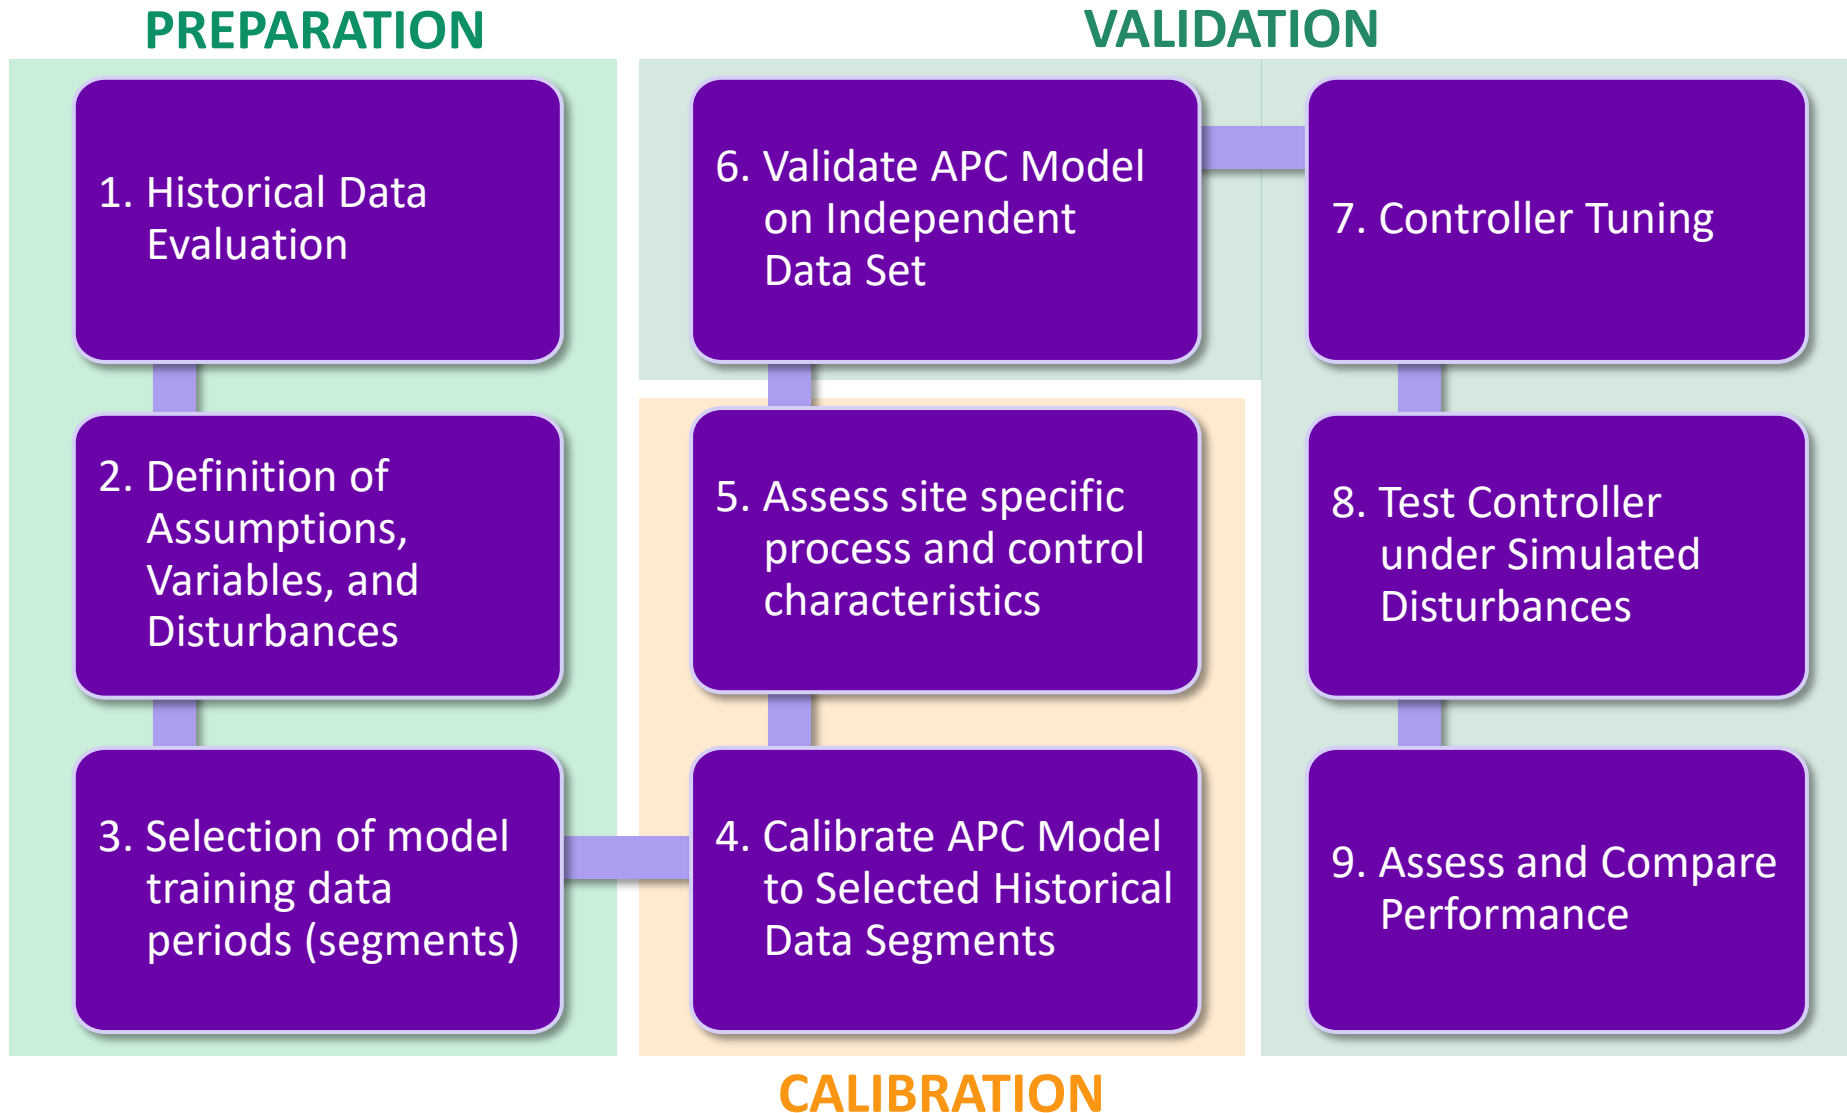 PREPARATION
1. Historical Data
Evaluation
2. Definition of
Assumptions,
Variables, and
Disturbances
3. Selection of model
training data
periods (segments)
CALIBRATION
4. Calibrate APC Model
to Selected Historical
Data Segments
5. Assess site specific
process and control
characteristics
VALIDATION
6. Validate APC Model
on Independent
Data Set
7. Controller Tuning
8. Test Controller
under Simulated
Disturbances
9. Assess and Compare
Performance